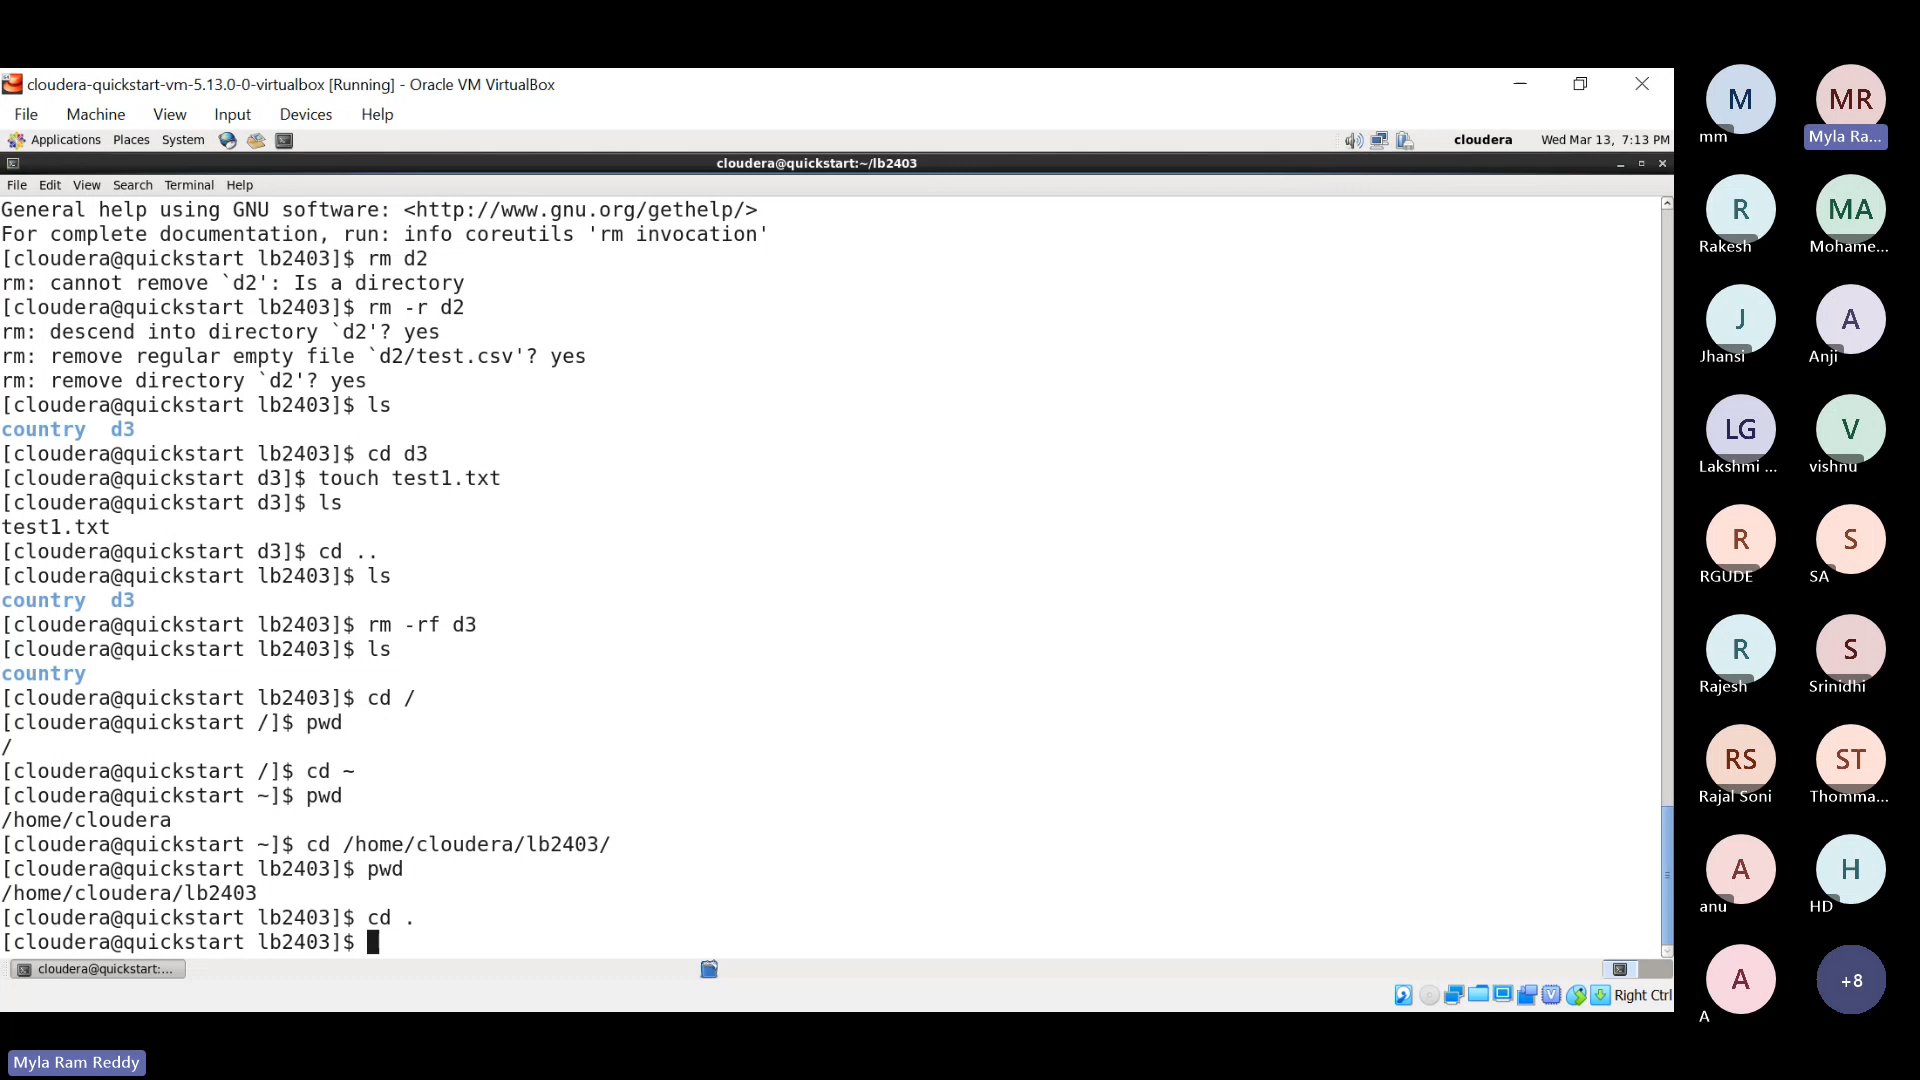 cloudera-quickstart-vm-5.13.0-0-virtualbox [Running] - Oracle VM VirtualBox
File Machine View Input Devices Help
Applications Places System cloudera Wed Mar 13, 7:13 PM
cloudera@quickstart:~/lb2403
File Edit View Search Terminal Help
General help using GNU software: <http://www.gnu.org/gethelp/>
For complete documentation, run: info coreutils 'rm invocation'
[cloudera@quickstart lb2403]$ rm d2
rm: cannot remove `d2': Is a directory
[cloudera@quickstart lb2403]$ rm -r d2
rm: descend into directory `d2'? yes
rm: remove regular empty file `d2/test.csv'? yes
rm: remove directory `d2'? yes
[cloudera@quickstart lb2403]$ ls
country  d3
[cloudera@quickstart lb2403]$ cd d3
[cloudera@quickstart d3]$ touch test1.txt
[cloudera@quickstart d3]$ ls
test1.txt
[cloudera@quickstart d3]$ cd ..
[cloudera@quickstart lb2403]$ ls
country  d3
[cloudera@quickstart lb2403]$ rm -rf d3
[cloudera@quickstart lb2403]$ ls
country
[cloudera@quickstart lb2403]$ cd /
[cloudera@quickstart /]$ pwd
/
[cloudera@quickstart /]$ cd ~
[cloudera@quickstart ~]$ pwd
/home/cloudera
[cloudera@quickstart ~]$ cd /home/cloudera/lb2403/
[cloudera@quickstart lb2403]$ pwd
/home/cloudera/lb2403
[cloudera@quickstart lb2403]$ cd .
[cloudera@quickstart lb2403]$
cloudera@quickstart:...
Right Ctrl
Myla Ram Reddy
M MR
mm Myla Ra...
R MA
Rakesh Mohame...
J A
Jhansi Anji
LG V
Lakshmi ... vishnu
R S
RGUDE SA
R S
Rajesh Srinidhi
RS ST
Rajal Soni Thomma...
A H
anu HD
A +8
A